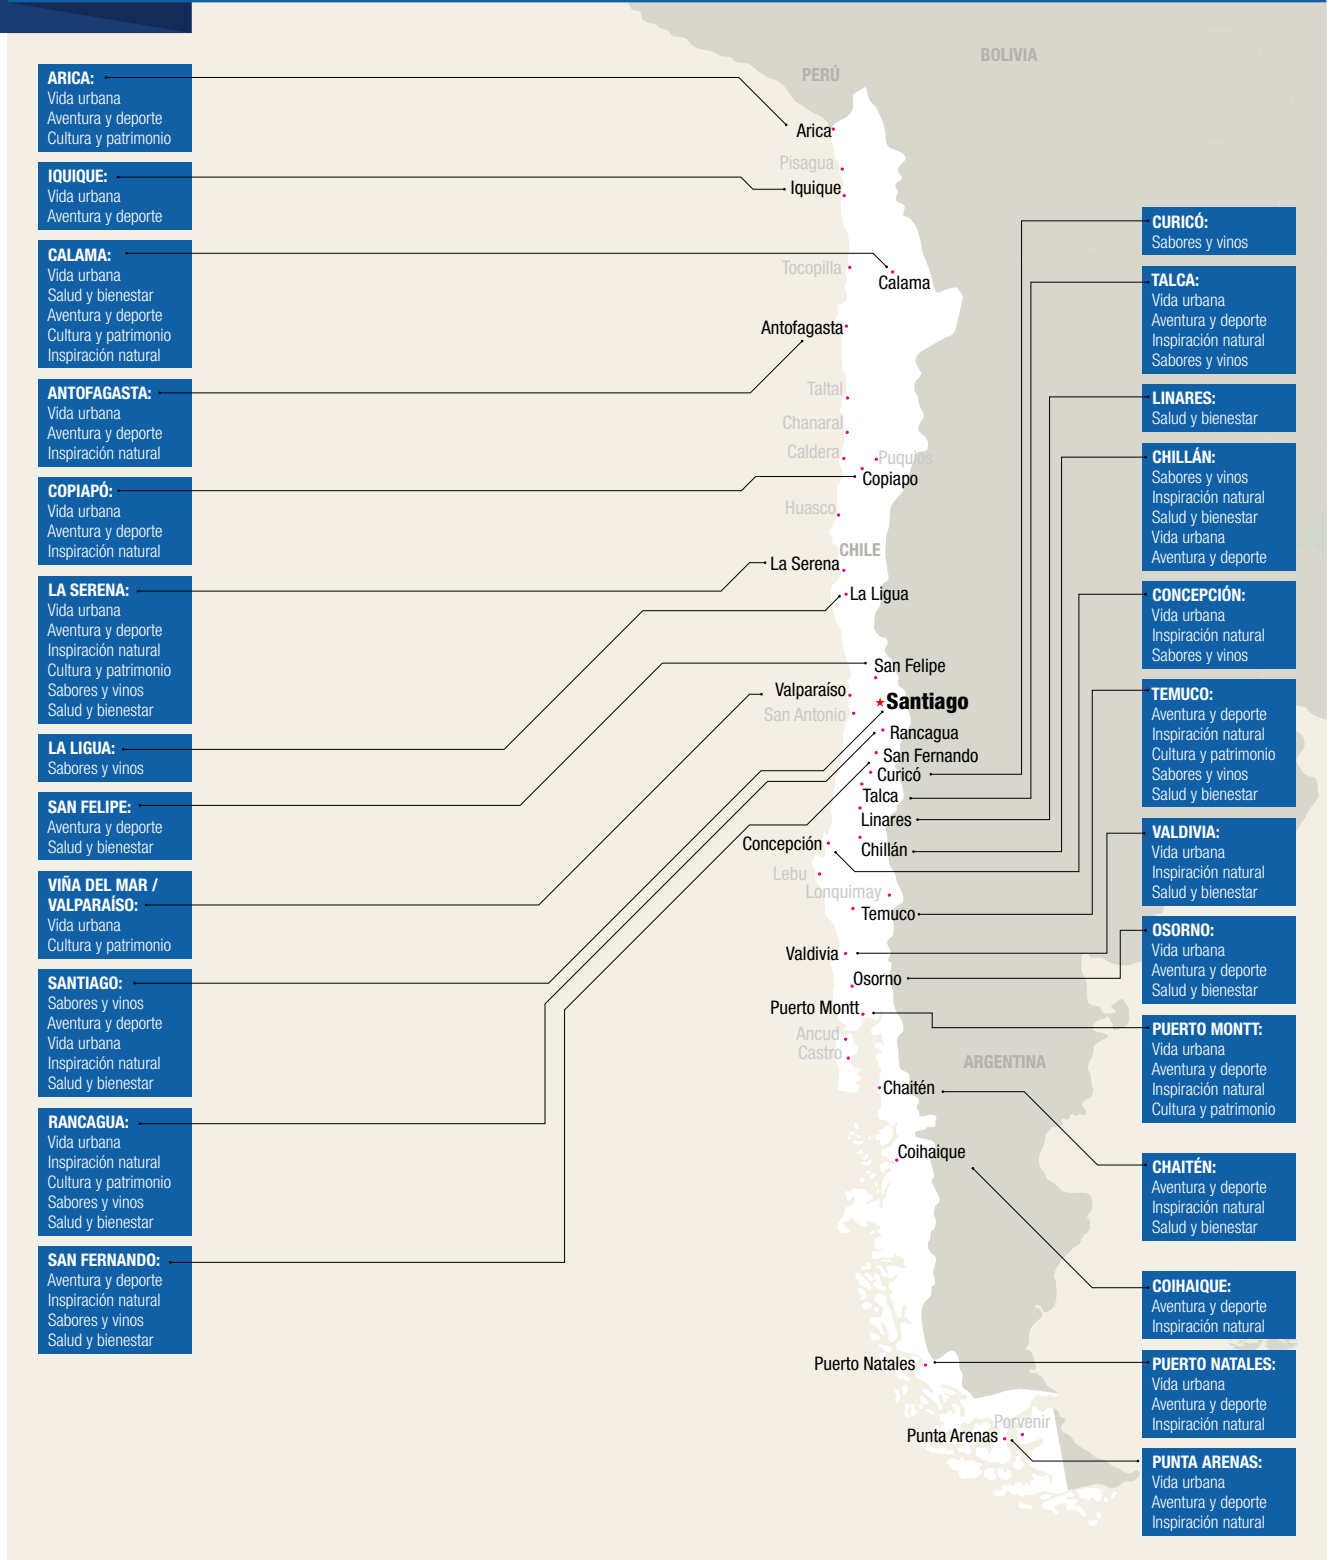 ARICA:
Vida urbana
Aventura y deporte
Cultura y patrimonio
IQUIQUE:
Vida urbana
Aventura y deporte
CALAMA:
Vida urbana
Salud y bienestar
Aventura y deporte
Cultura y patrimonio
Inspiración natural
ANTOFAGASTA:
Vida urbana
Aventura y deporte
Inspiración natural
COPIAPÓ:
Vida urbana
Aventura y deporte
Inspiración natural
LA SERENA:
Vida urbana
Aventura y deporte
Inspiración natural
Cultura y patrimonio
Sabores y vinos
Salud y bienestar
LA LIGUA:
Sabores y vinos
SAN FELIPE:
Aventura y deporte
Salud y bienestar
VIÑA DEL MAR /
VALPARAÍSO:
Vida urbana
Cultura y patrimonio
SANTIAGO:
Sabores y vinos
Aventura y deporte
Vida urbana
Inspiración natural
Salud y bienestar
RANCAGUA:
Vida urbana
Inspiración natural
Cultura y patrimonio
Sabores y vinos
Salud y bienestar
SAN FERNANDO:
Aventura y deporte
Inspiración natural
Sabores y vinos
Salud y bienestar
BOLIVIA
PERÚ
Arica
Pisagua
Iquique
Tocopilla
Calama
Antofagasta
Taltal
Chanaral
Caldera
Puquios
Copiapo
Huasco
CHILE
La Serena
La Ligua
San Felipe
Valparaíso
Santiago
San Antonio
Rancagua
San Fernando
Curicó
Talca
Linares
Concepción
Chillán
Lebu
Lonquimay
Temuco
Valdivia
Osorno
Puerto Montt
Ancud
Castro
ARGENTINA
Chaitén
Coihaique
Puerto Natales
Porvenir
Punta Arenas
CURICÓ:
Sabores y vinos
TALCA:
Vida urbana
Aventura y deporte
Inspiración natural
Sabores y vinos
LINARES:
Salud y bienestar
CHILLÁN:
Sabores y vinos
Inspiración natural
Salud y bienestar
Vida urbana
Aventura y deporte
CONCEPCIÓN:
Vida urbana
Inspiración natural
Sabores y vinos
TEMUCO:
Aventura y deporte
Inspiración natural
Cultura y patrimonio
Sabores y vinos
Salud y bienestar
VALDIVIA:
Vida urbana
Inspiración natural
Salud y bienestar
OSORNO:
Vida urbana
Aventura y deporte
Salud y bienestar
PUERTO MONTT:
Vida urbana
Aventura y deporte
Inspiración natural
Cultura y patrimonio
CHAITÉN:
Aventura y deporte
Inspiración natural
Salud y bienestar
COIHAIQUE:
Aventura y deporte
Inspiración natural
PUERTO NATALES:
Vida urbana
Aventura y deporte
Inspiración natural
PUNTA ARENAS:
Vida urbana
Aventura y deporte
Inspiración natural